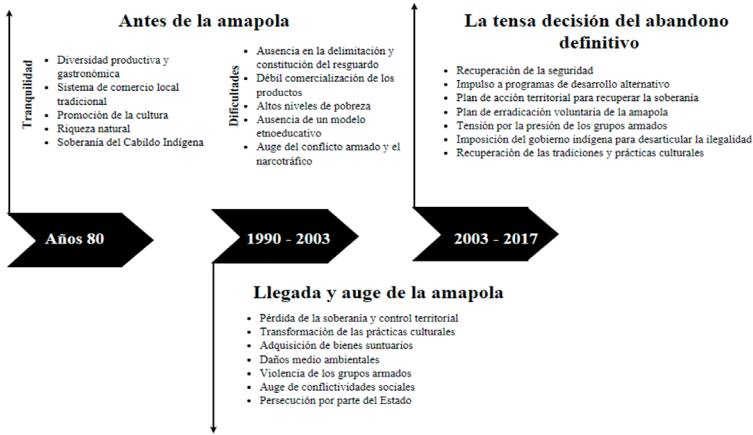 Antes de la amapola
Tranquilidad
• Diversidad productiva y
gastronómica
• Sistema de comercio local
tradicional
• Promoción de la cultura
• Riqueza natural
• Soberanía del Cabildo Indígena
Dificultades
• Ausencia en la delimitación y
constitución del resguardo
• Débil comercialización de los
productos
• Altos niveles de pobreza
• Ausencia de un modelo
etnoeducativo
• Auge del conflicto armado y el
narcotráfico
La tensa decisión del abandono
definitivo
• Recuperación de la seguridad
• Impulso a programas de desarrollo alternativo
• Plan de acción territorial para recuperar la soberanía
• Plan de erradicación voluntaria de la amapola
• Tensión por la presión de los grupos armados
• Imposición del gobierno indígena para desarticular la ilegalidad
• Recuperación de las tradiciones y prácticas culturales
Años 80
1990 - 2003
2003 - 2017
Llegada y auge de la amapola
• Pérdida de la soberanía y control territorial
• Transformación de las prácticas culturales
• Adquisición de bienes suntuarios
• Daños medio ambientales
• Violencia de los grupos armados
• Auge de conflictividades sociales
• Persecución por parte del Estado